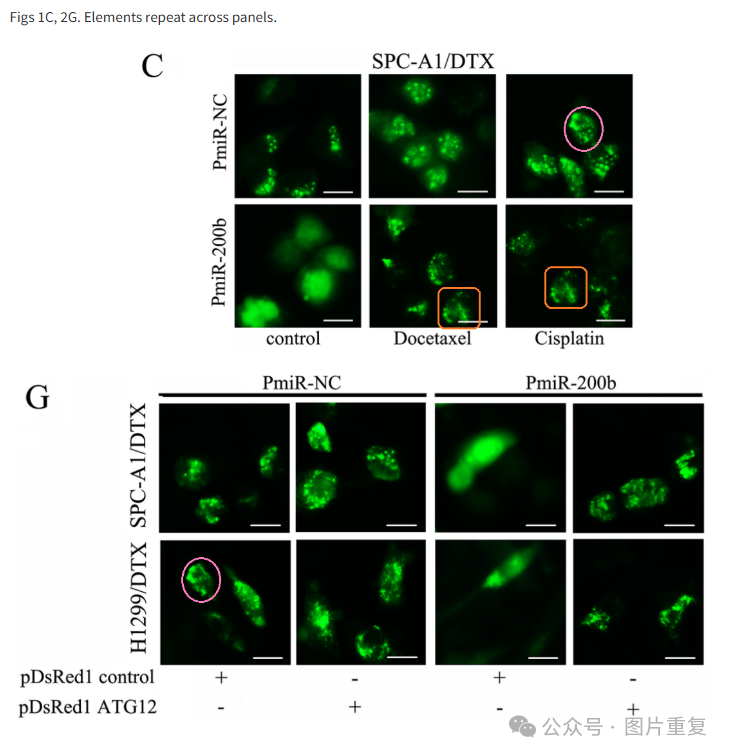 Figs 1C, 2G. Elements repeat across panels.
C
SPC-A1/DTX
PmiR-NC
PmiR-200b
control Docetaxel Cisplatin
G
PmiR-NC PmiR-200b
SPC-A1/DTX
H1299/DTX
pDsRed1 control + - + -
pDsRed1 ATG12 - + - +
公众号 · 图片重复